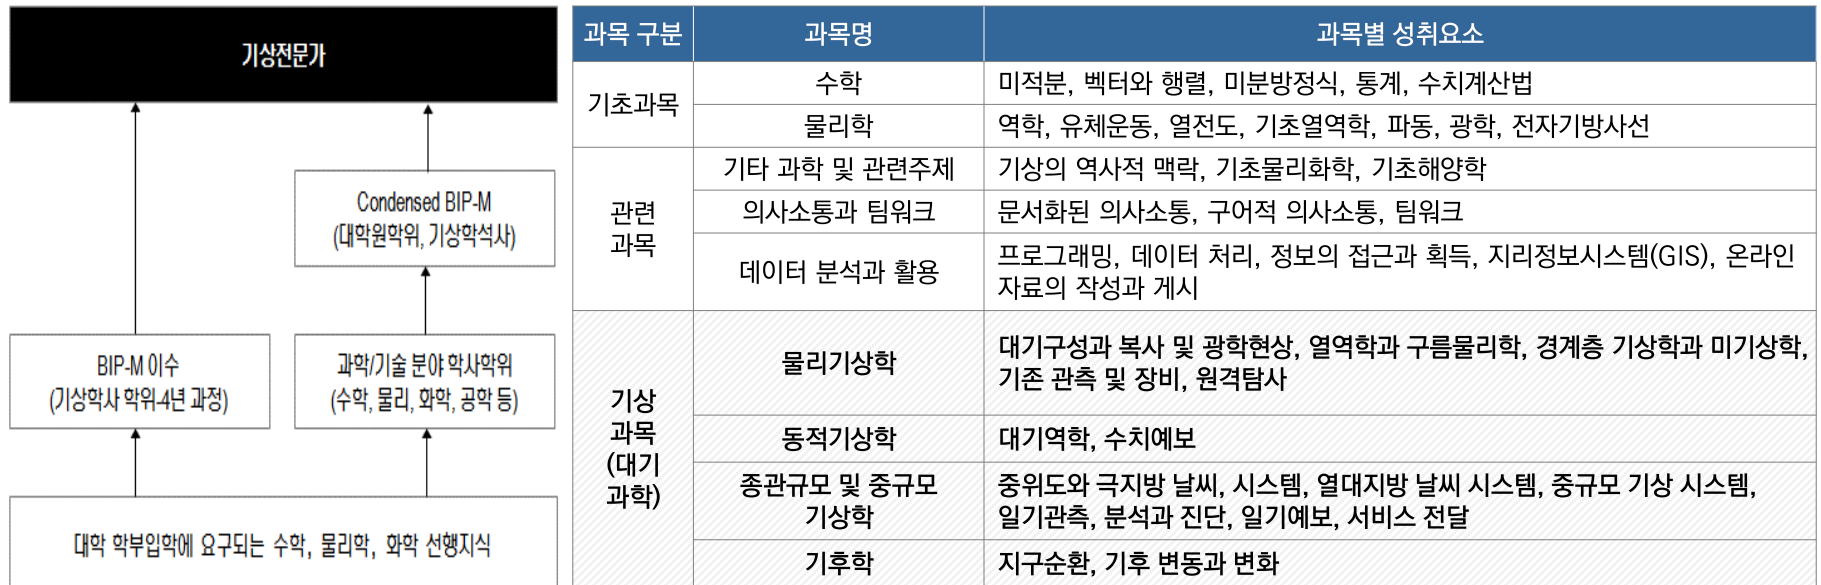 기상전문가
Condensed BIP-M
(대학원학위, 기상학석사)
BIP-M 이수
(기상학사 학위-4년 과정)
과학/기술 분야 학사학위
(수학, 물리, 화학, 공학 등)
대학 학부입학에 요구되는 수학, 물리학, 화학 선행지식
과목 구분 과목명 과목별 성취요소
기초과목
수학 미적분, 벡터와 행렬, 미분방정식, 통계, 수치계산법
물리학 역학, 유체운동, 열전도, 기초열역학, 파동, 광학, 전자기방사선
관련
과목
기타 과학 및 관련주제 기상의 역사적 맥락, 기초물리화학, 기초해양학
의사소통과 팀워크 문서화된 의사소통, 구어적 의사소통, 팀워크
데이터 분석과 활용
프로그래밍, 데이터 처리, 정보의 접근과 획득, 지리정보시스템(GIS), 온라인
자료의 작성과 게시
기상
과목
(대기
과학)
물리기상학
대기구성과 복사 및 광학현상, 열역학과 구름물리학, 경계층 기상학과 미기상학,
기존 관측 및 장비, 원격탐사
동적기상학 대기역학, 수치예보
종관규모 및 중규모
기상학
중위도와 극지방 날씨, 시스템, 열대지방 날씨 시스템, 중규모 기상 시스템,
일기관측, 분석과 진단, 일기예보, 서비스 전달
기후학 지구순환, 기후 변동과 변화